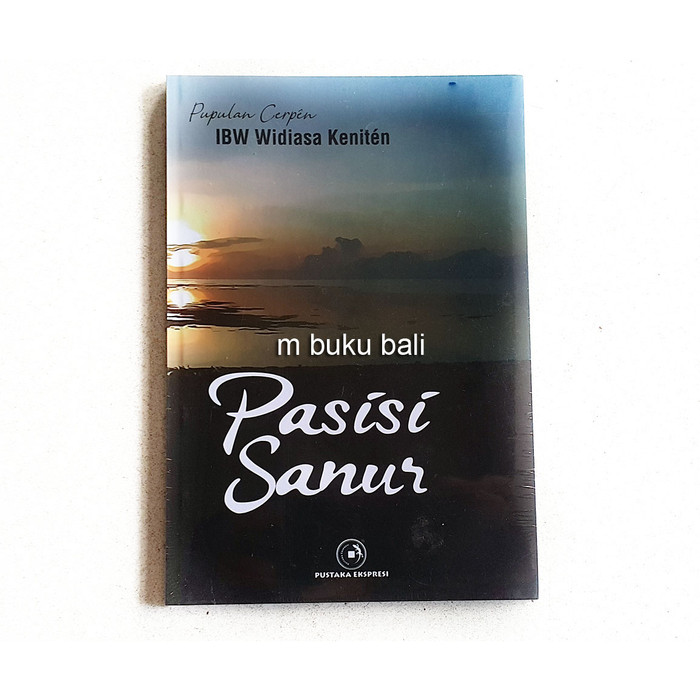 Pupulan Cerpén
IBW Widiasa Kenitén
m buku bali
Pasisi
Sanur
PUSTAKA EKSPRESI